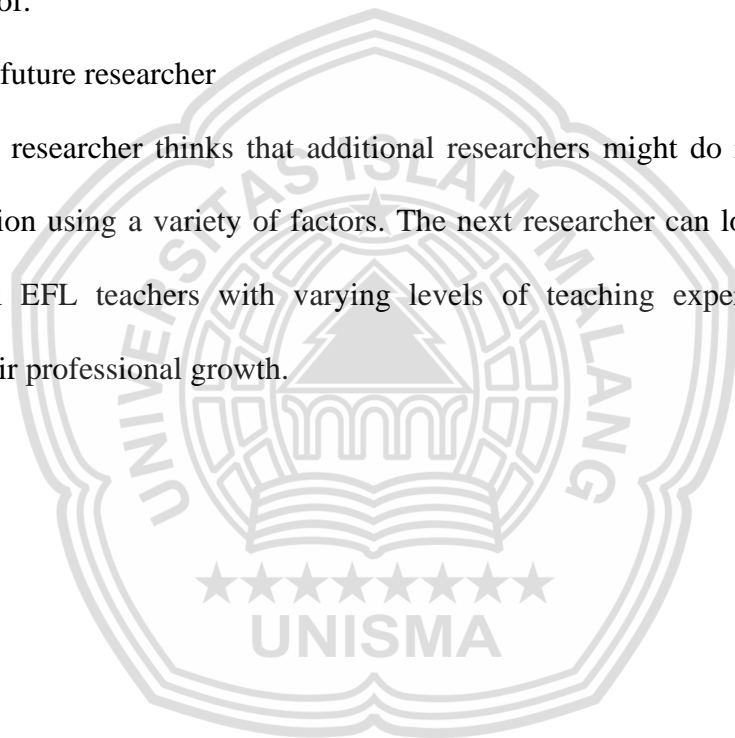 or.
future researcher
researcher thinks that additional researchers might do
ion using a variety of factors. The next researcher can lo
EFL teachers with varying levels of teaching exper
ir professional growth.
UNIVERSITAS ISLAM MALANG
UNISMA